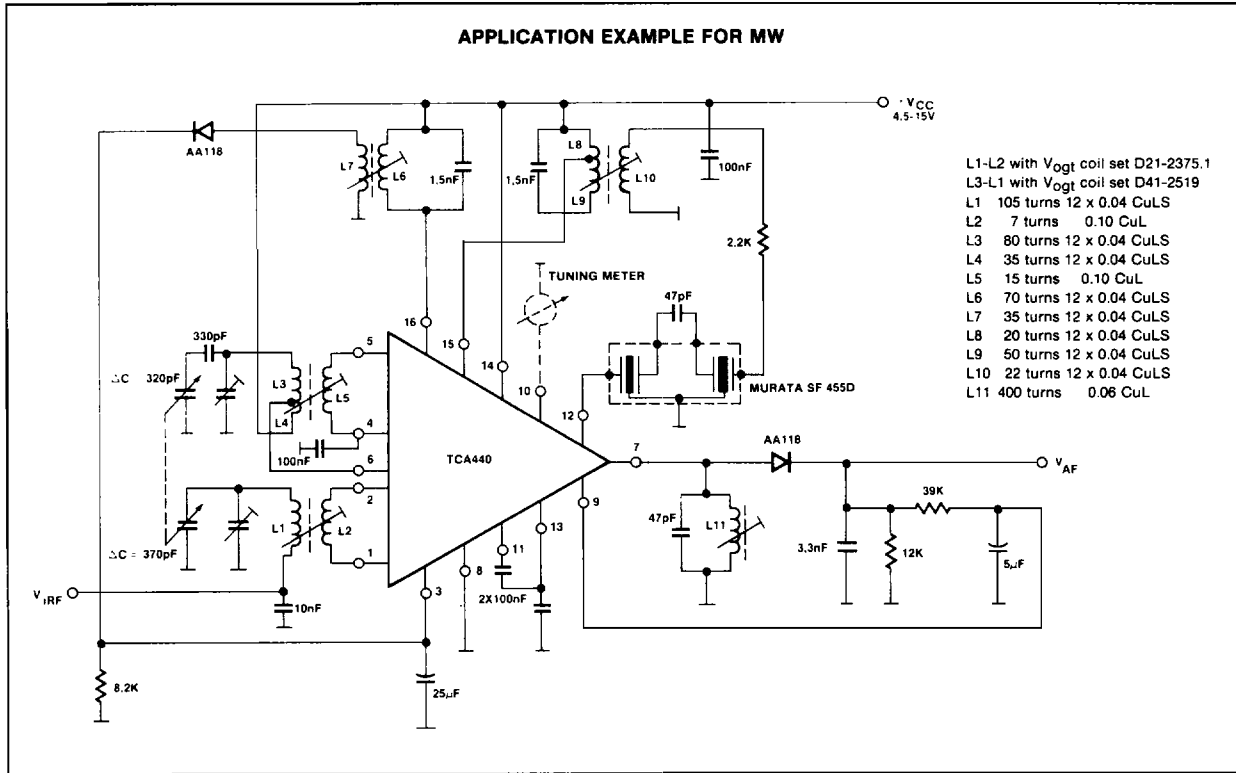 APPLICATION EXAMPLE FOR MW
VCC
4.5-15V
AA118
L7
L6
1.5nF
1.5nF
L8
L9
L10
100nF
2.2K
TUNING METER
47pF
MURATA SF 455D
L1-L2 with Vogt coil set D21-2375.1
L3-L1 with Vogt coil set D41-2519
L1 105 turns 12 x 0.04 CuLS
L2 7 turns 0.10 CuL
L3 80 turns 12 x 0.04 CuLS
L4 35 turns 12 x 0.04 CuLS
L5 15 turns 0.10 CuL
L6 70 turns 12 x 0.04 CuLS
L7 35 turns 12 x 0.04 CuLS
L8 20 turns 12 x 0.04 CuLS
L9 50 turns 12 x 0.04 CuLS
L10 22 turns 12 x 0.04 CuLS
L11 400 turns 0.06 CuL
16
15
14
10
12
330pF
ΔC 320pF
L3
L4
L5
5
4
100nF
6
2
TCA440
7
AA118
VAF
9
39K
ΔC = 370pF
L1
L2
1
3
8
11
13
2X100nF
47pF
L11
3.3nF
12K
5μF
ViRF
10nF
8.2K
25μF